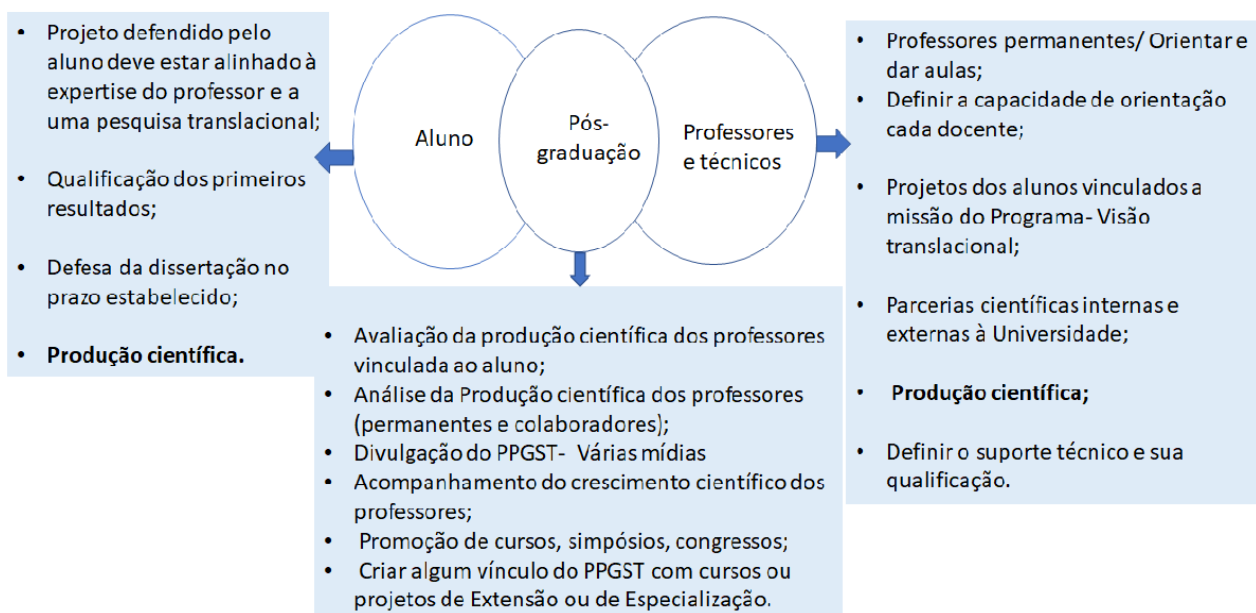 • Projeto defendido pelo
aluno deve estar alinhado à
expertise do professor e a
uma pesquisa translacional;
• Qualificação dos primeiros
resultados;
• Defesa da dissertação no
prazo estabelecido;
• Produção científica.
Aluno
Pós-
graduação
Professores
e técnicos
• Avaliação da produção científica dos professores
vinculada ao aluno;
• Análise da Produção científica dos professores
(permanentes e colaboradores);
• Divulgação do PPGST- Várias mídias
• Acompanhamento do crescimento científico dos
professores;
• Promoção de cursos, simpósios, congressos;
• Criar algum vínculo do PPGST com cursos ou
projetos de Extensão ou de Especialização.
• Professores permanentes/ Orientar e
dar aulas;
• Definir a capacidade de orientação
cada docente;
• Projetos dos alunos vinculados a
missão do Programa- Visão
translacional;
• Parcerias científicas internas e
externas à Universidade;
• Produção científica;
• Definir o suporte técnico e sua
qualificação.